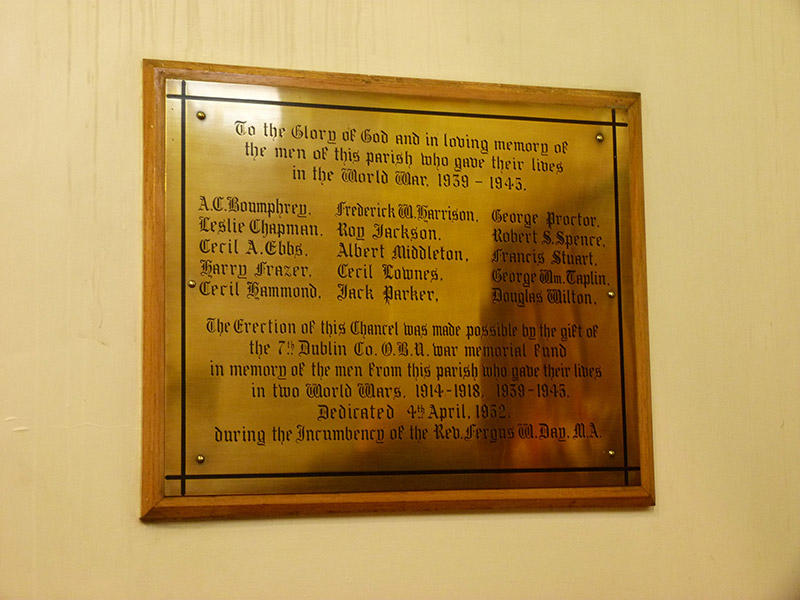 To the Glory of God and in loving memory of
the men of this parish who gave their lives
in the World War, 1939 - 1945.
A.C. Boumphrey. Frederick W. Harrison. George Proctor.
Leslie Chapman. Roy Jackson. Robert S. Spence.
Cecil A. Ebbs. Albert Middleton. Francis Stuart.
Harry Frazer. Cecil Lownes. George Wm. Taplin.
Cecil Hammond. Jack Parker. Douglas Wilton.
The Erection of this Chancel was made possible by the gift of
the 7th Dublin Co. O.B.U. war memorial fund
in memory of the men from this parish who gave their lives
in two World Wars, 1914-1918, 1939-1945.
Dedicated 4th April, 1952.
during the Incumbency of the Rev. Fergus W. Day. M.A.